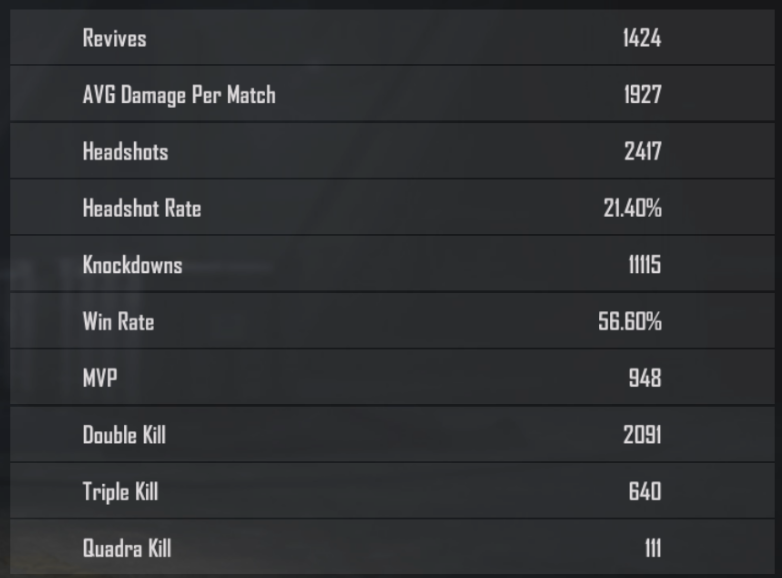 Revives 1424
AVG Damage Per Match 1927
Headshots 2417
Headshot Rate 21.40%
Knockdowns 11115
Win Rate 56.60%
MVP 948
Double Kill 2091
Triple Kill 640
Quadra Kill 111